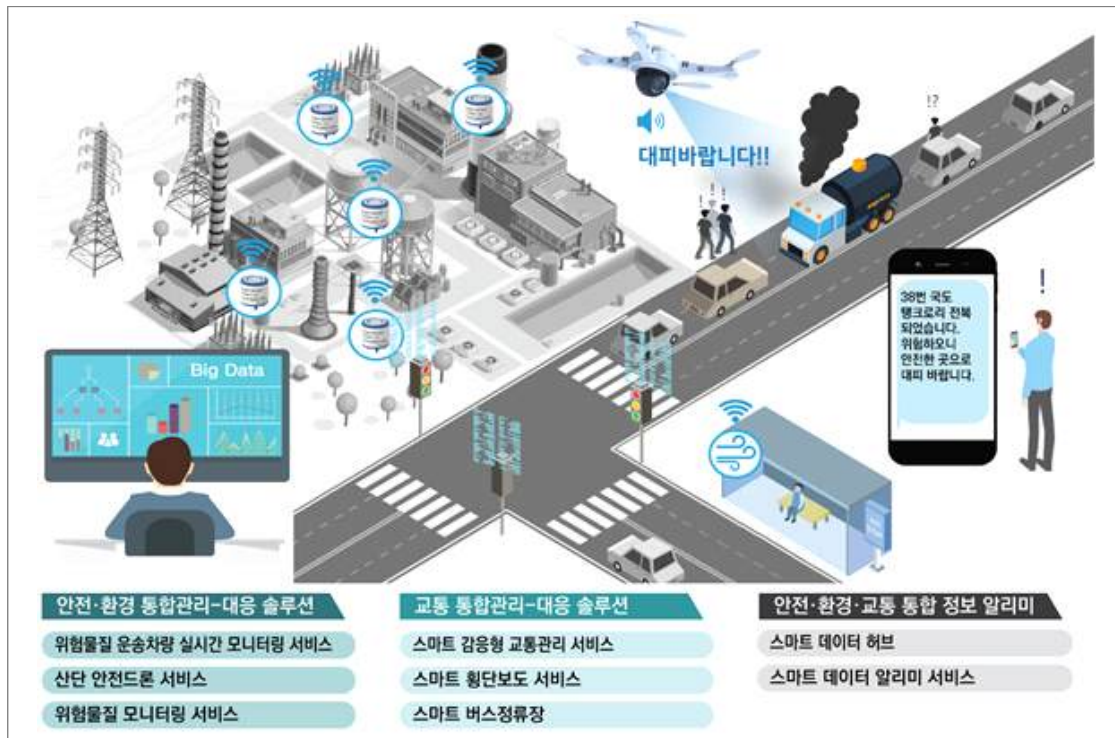 대피바랍니다!!
!?
! ! !
38번 국도
탱크로리 전복
되었습니다.
위험하오니
안전한 곳으로
대피 바랍니다.
!
Big Data
안전·환경 통합관리-대응 솔루션
위험물질 운송차량 실시간 모니터링 서비스
산단 안전드론 서비스
위험물질 모니터링 서비스
교통 통합관리-대응 솔루션
스마트 감응형 교통관리 서비스
스마트 횡단보도 서비스
스마트 버스정류장
안전·환경·교통 통합 정보 알리미
스마트 데이터 허브
스마트 데이터 알리미 서비스